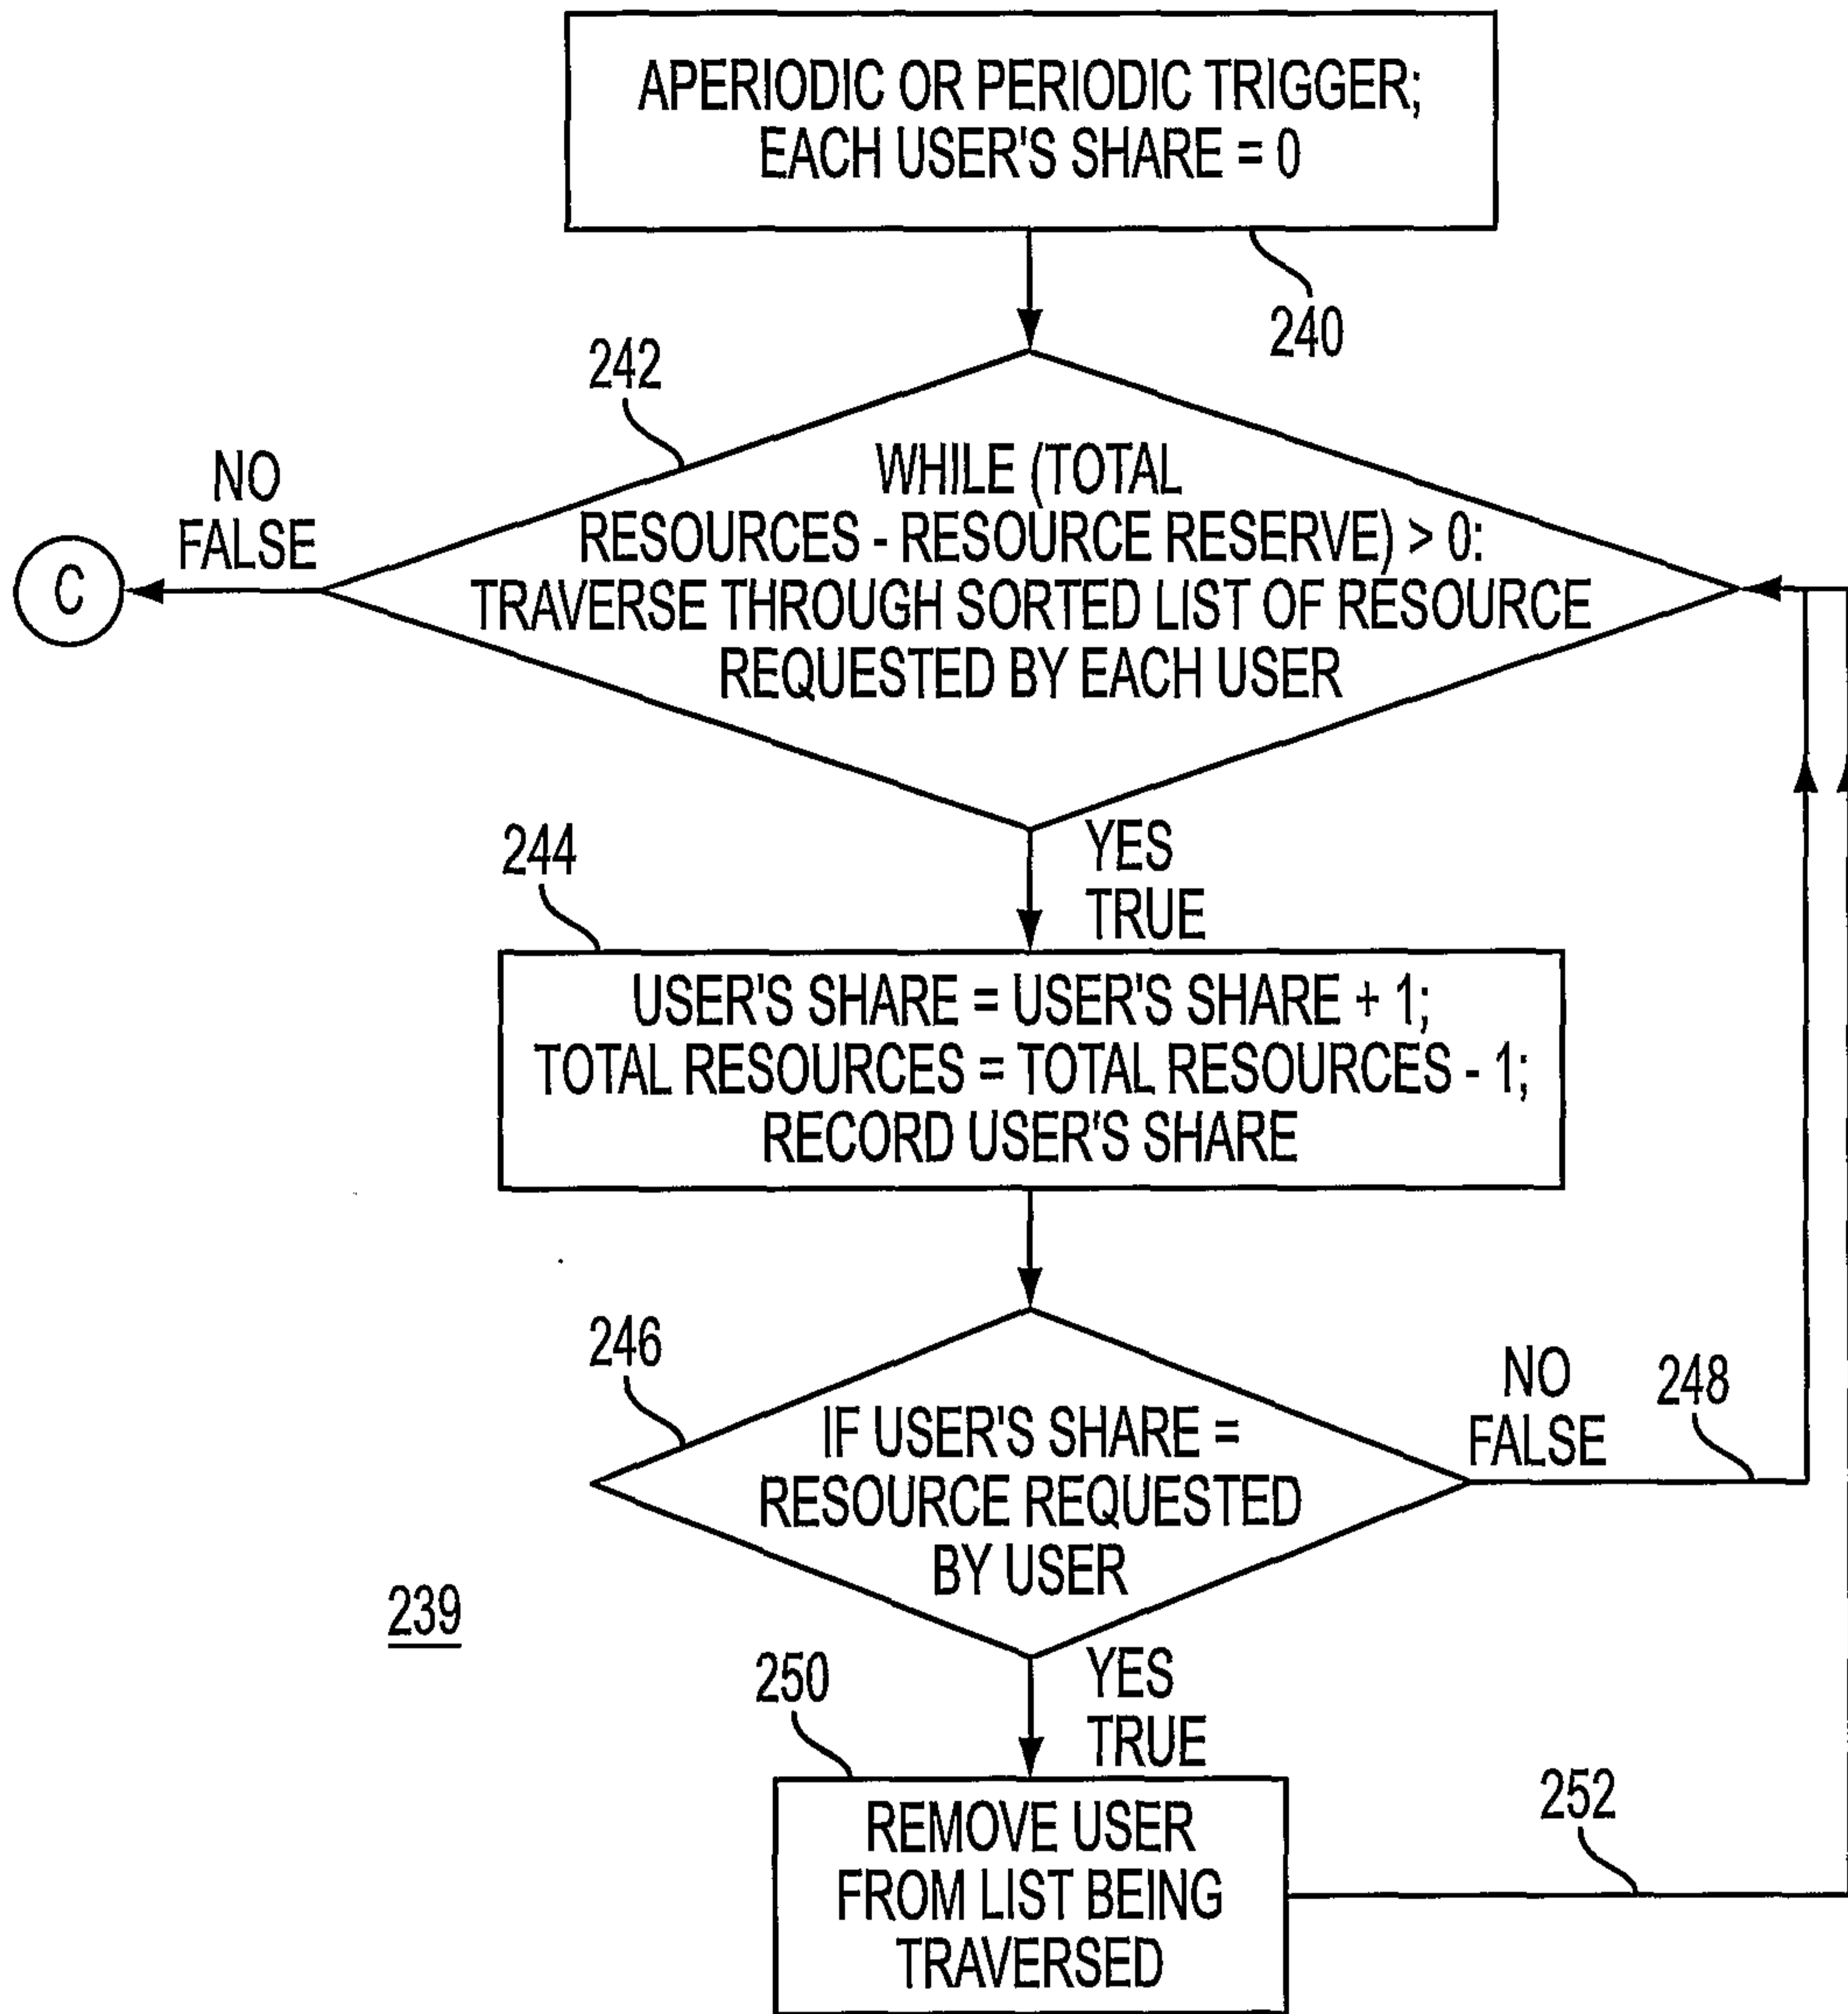 APERIODIC OR PERIODIC TRIGGER;
EACH USER'S SHARE = 0
240
242
WHILE (TOTAL
RESOURCES - RESOURCE RESERVE) > 0:
TRAVERSE THROUGH SORTED LIST OF RESOURCE
REQUESTED BY EACH USER
NO
FALSE
C
YES
TRUE
244
USER'S SHARE = USER'S SHARE + 1;
TOTAL RESOURCES = TOTAL RESOURCES - 1;
RECORD USER'S SHARE
246
IF USER'S SHARE =
RESOURCE REQUESTED
BY USER
NO
FALSE
248
239
YES
TRUE
250
REMOVE USER
FROM LIST BEING
TRAVERSED
252